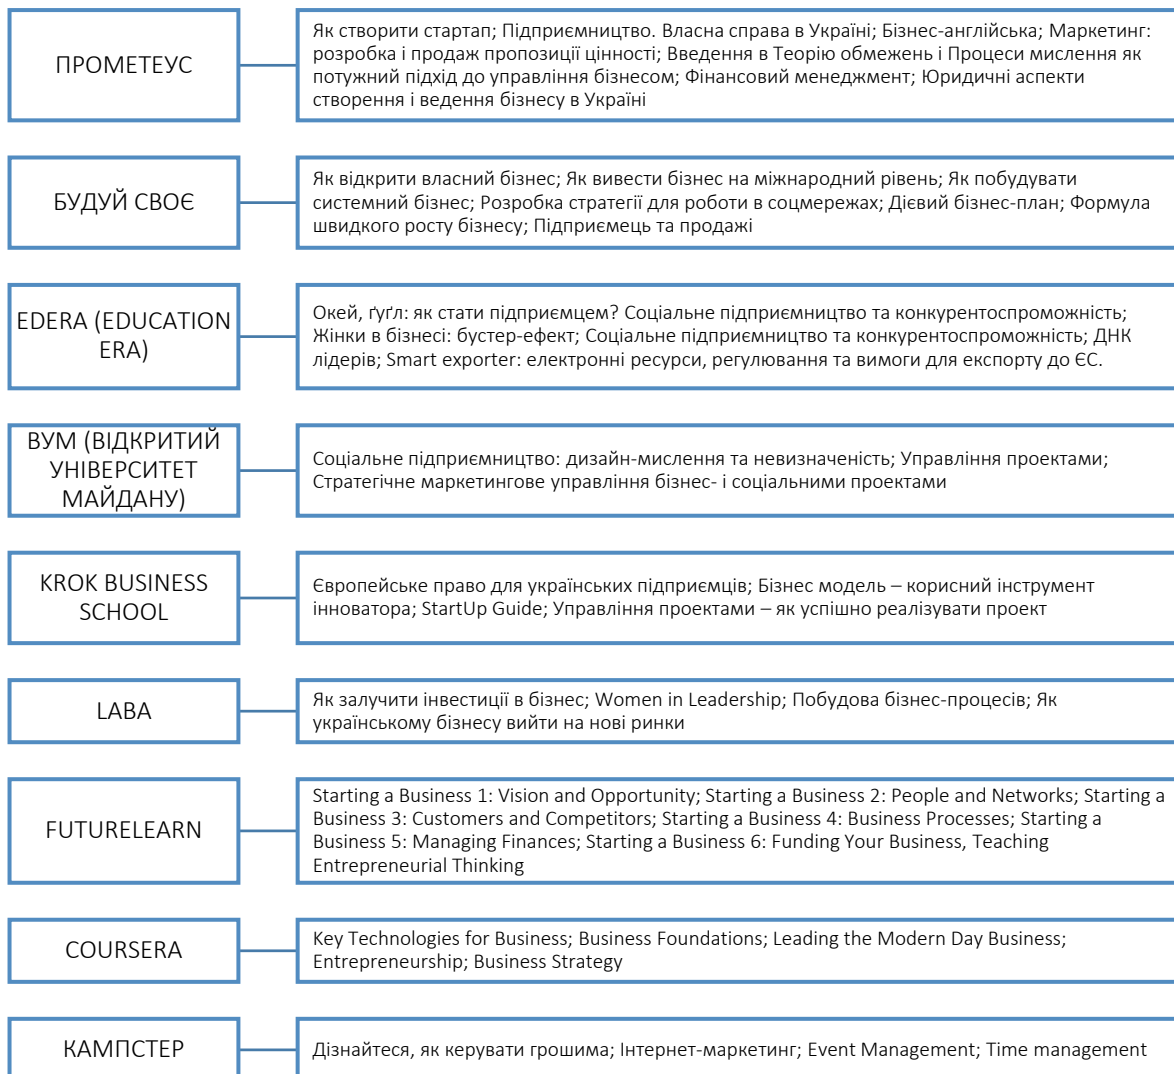 ПРОМЕТЕУС
Як створити стартап; Підприємництво. Власна справа в Україні; Бізнес-англійська; Маркетинг:
розробка і продаж пропозиції цінності; Введення в Теорію обмежень і Процеси мислення як
потужний підхід до управління бізнесом; Фінансовий менеджмент; Юридичні аспекти
створення і ведення бізнесу в Україні
БУДУЙ СВОЄ
Як відкрити власний бізнес; Як вивести бізнес на міжнародний рівень; Як побудувати
системний бізнес; Розробка стратегії для роботи в соцмережах; Дієвий бізнес-план; Формула
швидкого росту бізнесу; Підприємець та продажі
EDERA (EDUCATION
ERA)
Окей, ґуґл: як стати підприємцем? Соціальне підприємництво та конкурентоспроможність;
Жінки в бізнесі: бустер-ефект; Соціальне підприємництво та конкурентоспроможність; ДНК
лідерів; Smart exporter: електронні ресурси, регулювання та вимоги для експорту до ЄС.
ВУМ (ВІДКРИТИЙ
УНІВЕРСИТЕТ
МАЙДАНУ)
Соціальне підприємництво: дизайн-мислення та невизначеність; Управління проектами;
Стратегічне маркетингове управління бізнес- і соціальними проектами
KROK BUSINESS
SCHOOL
Європейське право для українських підприємців; Бізнес модель – корисний інструмент
інноватора; StartUp Guide; Управління проектами – як успішно реалізувати проект
LABA
Як залучити інвестиції в бізнес; Women in Leadership; Побудова бізнес-процесів; Як
українському бізнесу вийти на нові ринки
FUTURELEARN
Starting a Business 1: Vision and Opportunity; Starting a Business 2: People and Networks; Starting a
Business 3: Customers and Competitors; Starting a Business 4: Business Processes; Starting a
Business 5: Managing Finances; Starting a Business 6: Funding Your Business, Teaching
Entrepreneurial Thinking
COURSERA
Key Technologies for Business; Business Foundations; Leading the Modern Day Business;
Entrepreneurship; Business Strategy
КАМПСТЕР
Дізнайтеся, як керувати грошима; Інтернет-маркетинг; Event Management; Time management